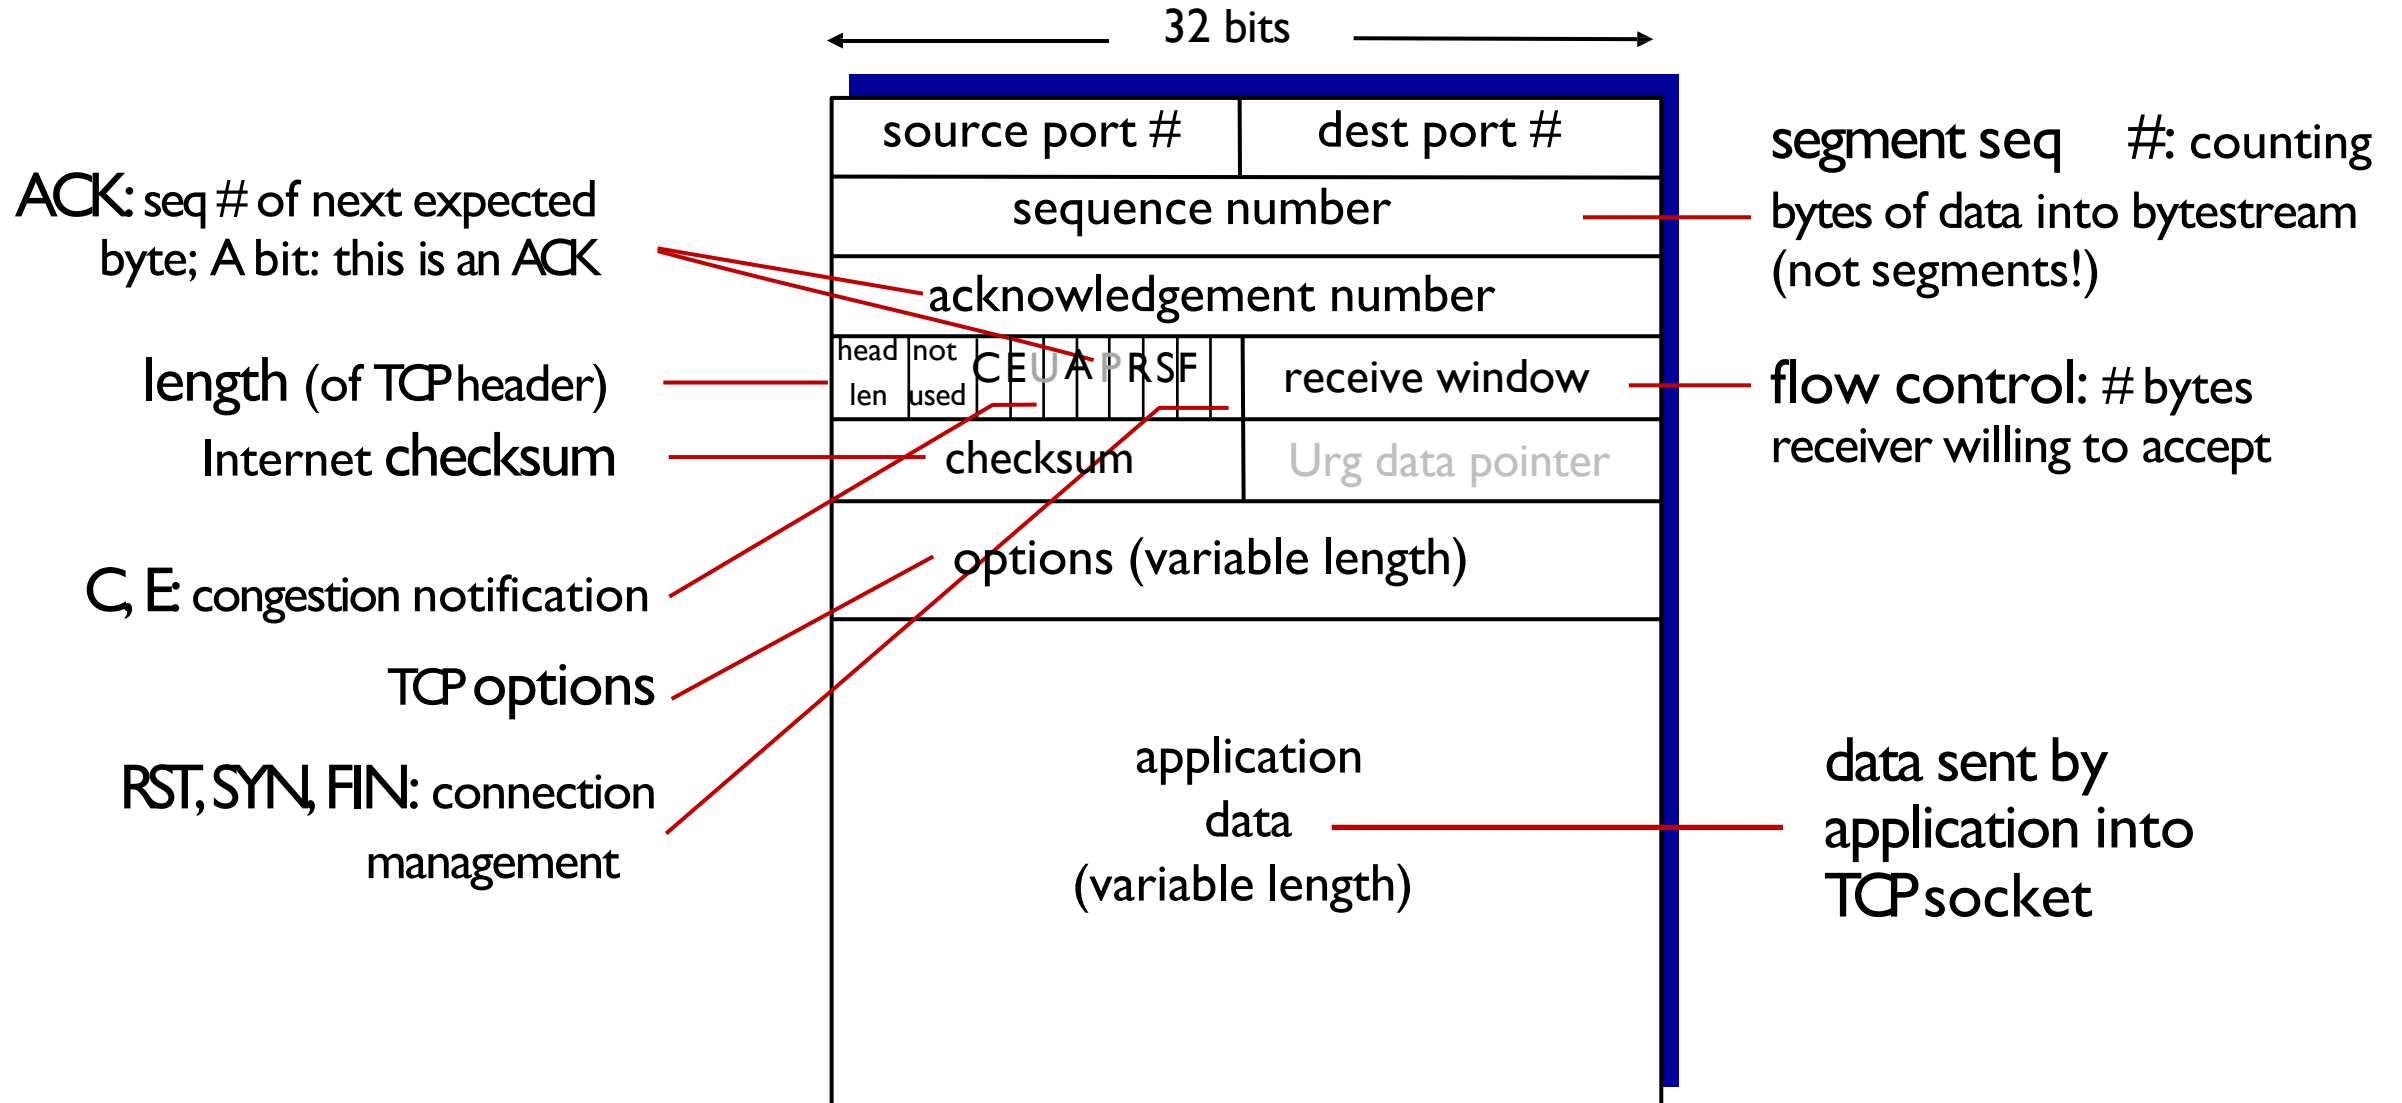 32 bits
source port #
dest port #
segment seq #: counting
bytes of data into bytestream
(not segments!)
ACK: seq # of next expected
byte; A bit: this is an ACK
sequence number
acknowledgement number
length (of TCP header)
head
len
not
used
C E U A P R S F
receive window
flow control: # bytes
receiver willing to accept
Internet checksum
checksum
Urg data pointer
C, E: congestion notification
options (variable length)
TCP options
RST, SYN, FIN: connection
management
application
data
(variable length)
data sent by
application into
TCP socket